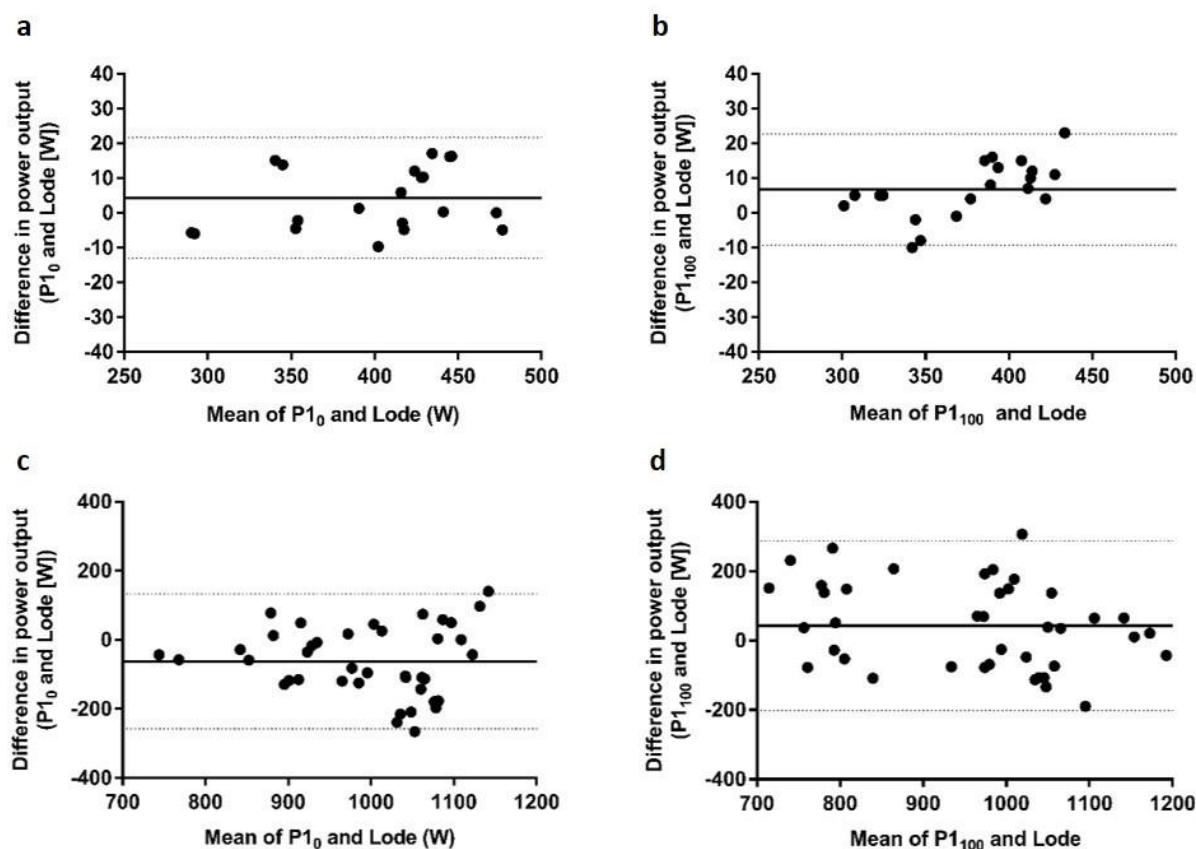 a
Difference in power output
(P1₀ and Lode [W])
40
30
20
10
0
-10
-20
-30
-40
250 300 350 400 450 500
Mean of P1₀ and Lode (W)
b
Difference in power output
(P1₁₀₀ and Lode [W])
40
30
20
10
0
-10
-20
-30
-40
250 300 350 400 450 500
Mean of P1₁₀₀ and Lode
c
Difference in power output
(P1₀ and Lode [W])
400
200
0
-200
-400
700 800 900 1000 1100 1200
Mean of P1₀ and Lode (W)
d
Difference in power output
(P1₁₀₀ and Lode [W])
400
200
0
-200
-400
700 800 900 1000 1100 1200
Mean of P1₁₀₀ and Lode